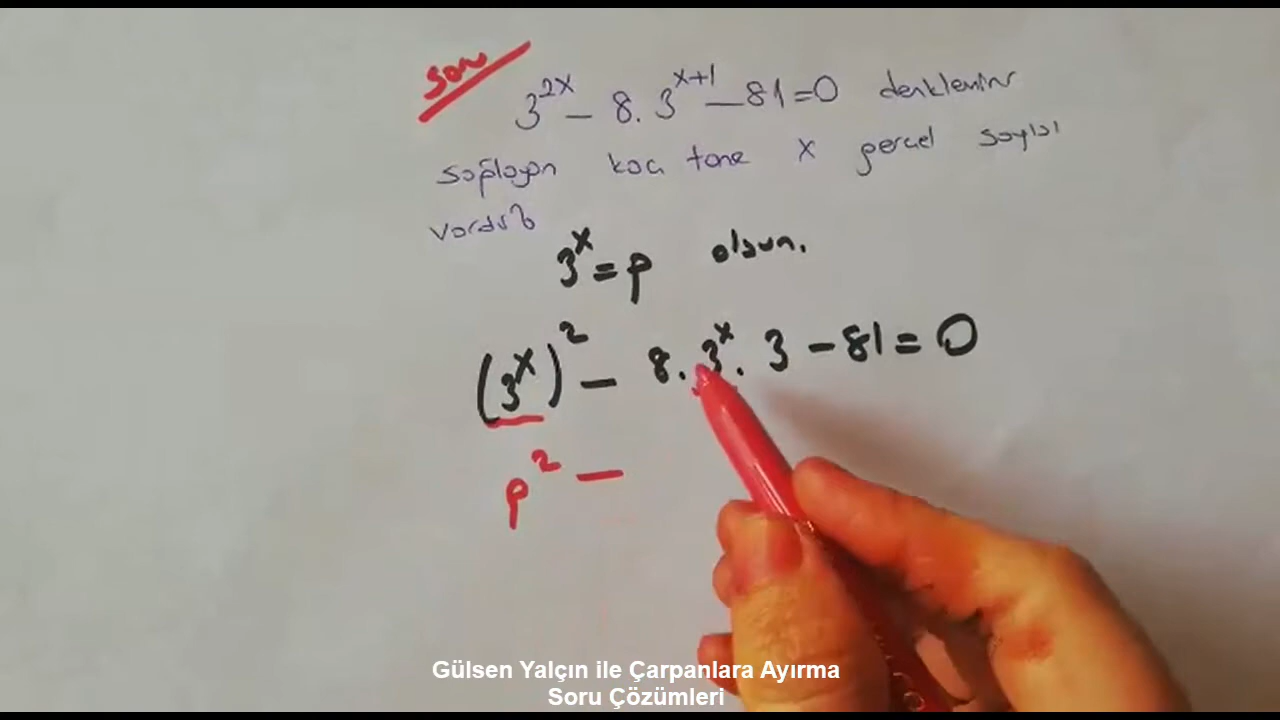 Soru
3^{2x} - 8.3^{x+1} - 81 = 0 denklemini
sağlayan kaç tane x gerçel sayısı
vardır?
3^x = p olsun.
(3^x)^2 - 8.3^x.3 - 81 = 0
p^2 -
Gülsen Yalçın ile Çarpanlara Ayırma
Soru Çözümleri